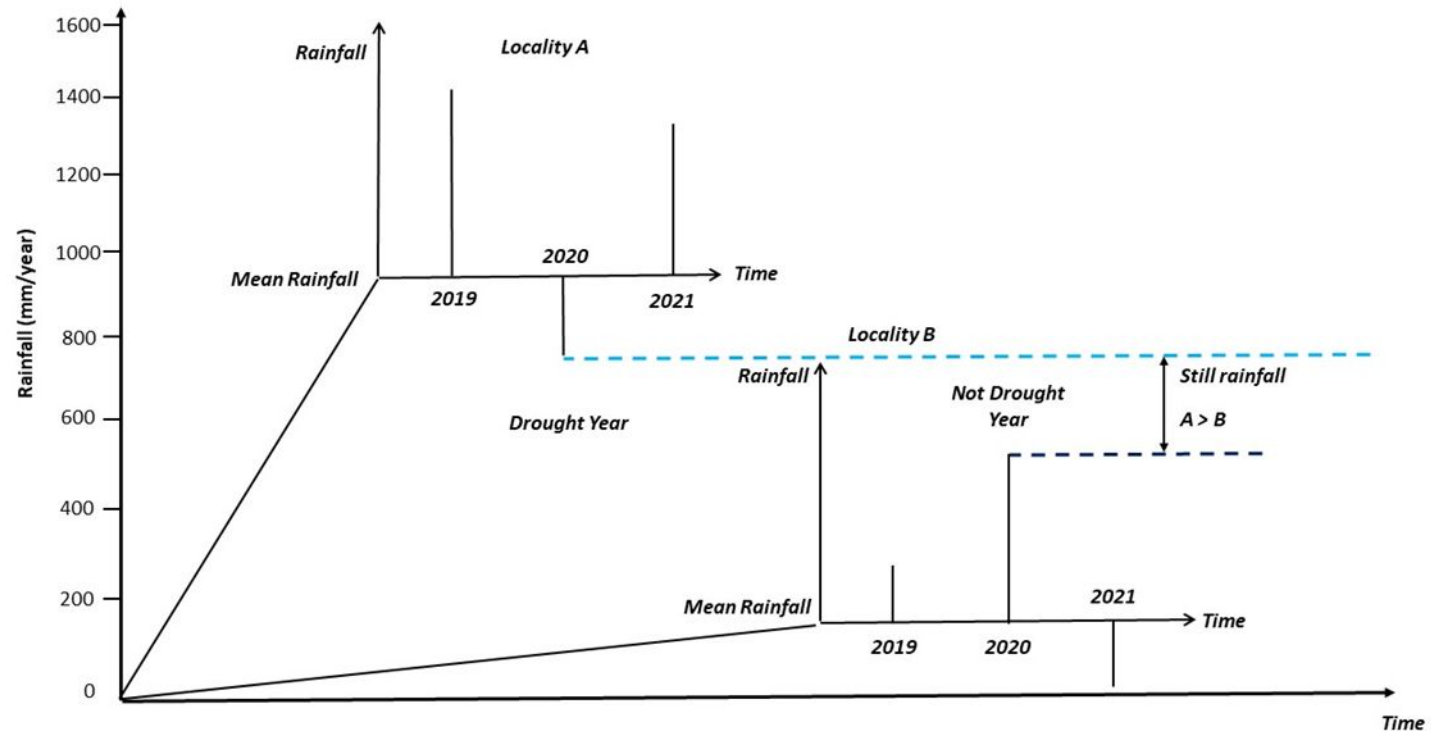 1600
1400
1200
1000
800
600
400
200
0
Rainfall (mm/year)
Rainfall
Locality A
Mean Rainfall
2019
2020
2021
Time
Drought Year
Locality B
Rainfall
Not Drought
Year
Still rainfall
A > B
Mean Rainfall
2019
2020
2021
Time
Time